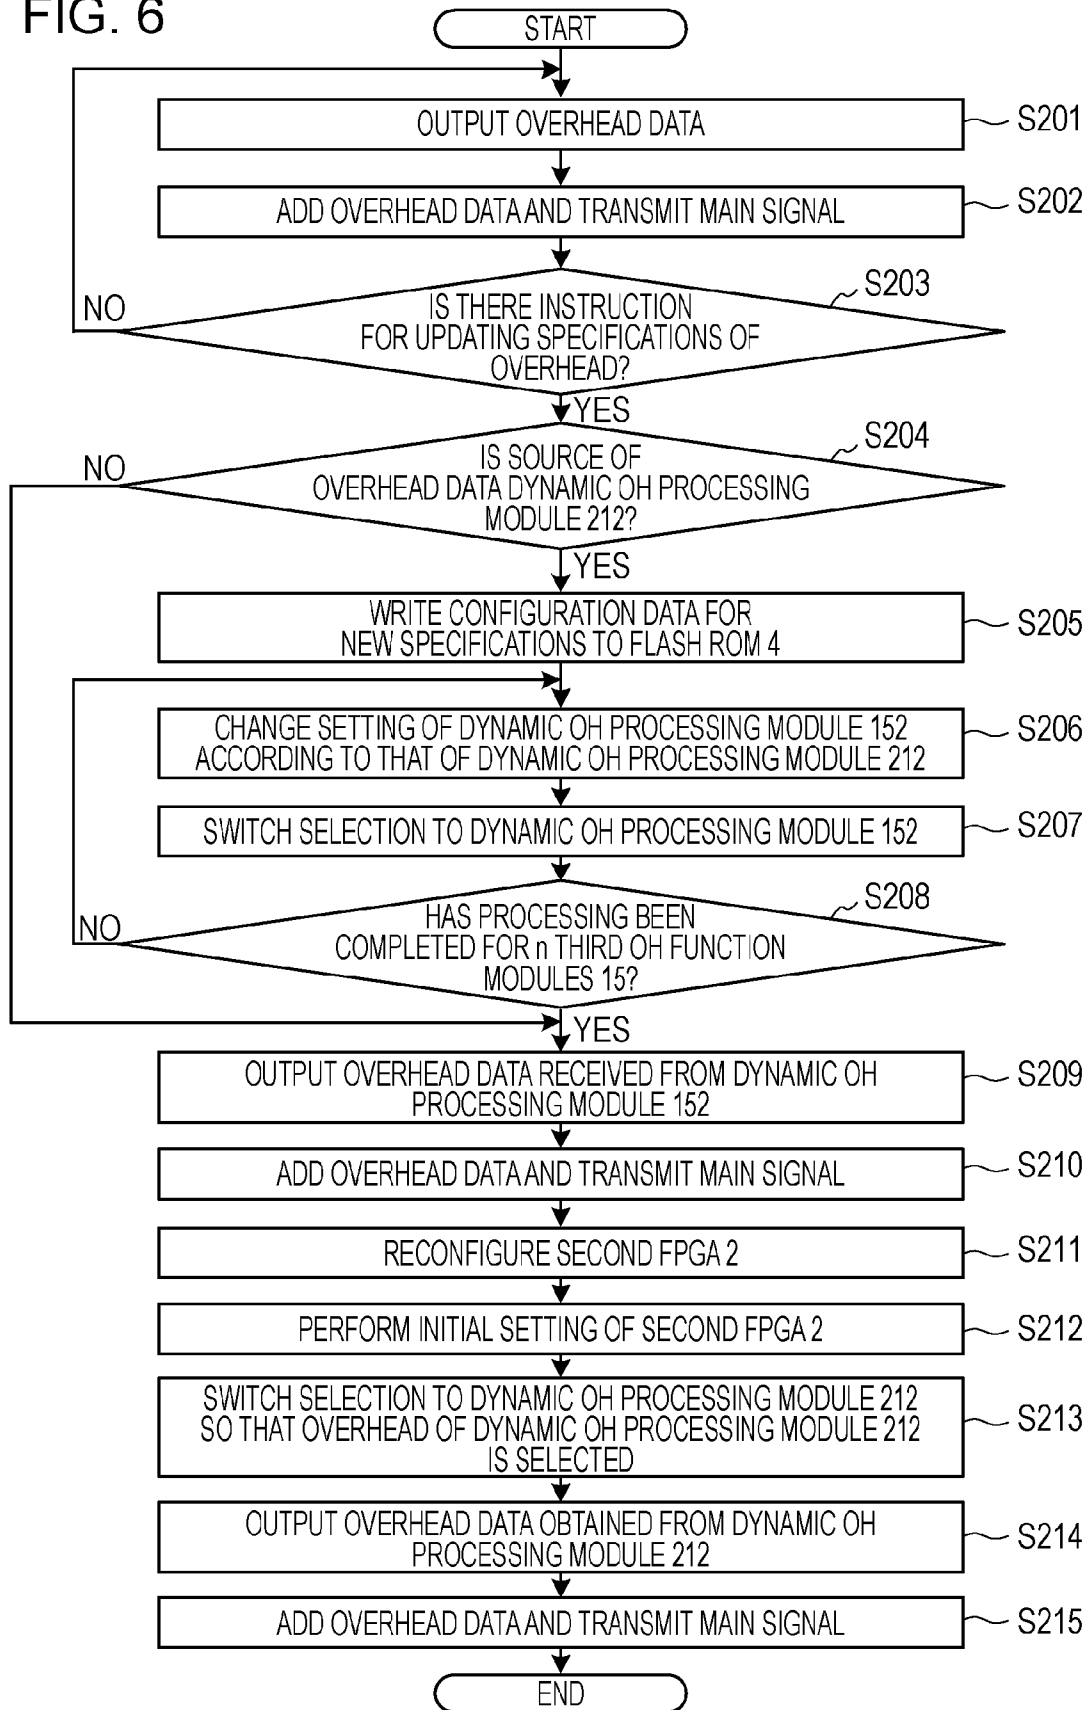 FIG. 6
START
OUTPUT OVERHEAD DATA
S201
ADD OVERHEAD DATA AND TRANSMIT MAIN SIGNAL
S202
S203
NO
IS THERE INSTRUCTION
FOR UPDATING SPECIFICATIONS OF
OVERHEAD?
YES
S204
NO
IS SOURCE OF
OVERHEAD DATA DYNAMIC OH PROCESSING
MODULE 212?
YES
WRITE CONFIGURATION DATA FOR
NEW SPECIFICATIONS TO FLASH ROM 4
S205
CHANGE SETTING OF DYNAMIC OH PROCESSING MODULE 152
ACCORDING TO THAT OF DYNAMIC OH PROCESSING MODULE 212
S206
SWITCH SELECTION TO DYNAMIC OH PROCESSING MODULE 152
S207
S208
NO
HAS PROCESSING BEEN
COMPLETED FOR n THIRD OH FUNCTION
MODULES 15?
YES
OUTPUT OVERHEAD DATA RECEIVED FROM DYNAMIC OH
PROCESSING MODULE 152
S209
ADD OVERHEAD DATA AND TRANSMIT MAIN SIGNAL
S210
RECONFIGURE SECOND FPGA 2
S211
PERFORM INITIAL SETTING OF SECOND FPGA 2
S212
SWITCH SELECTION TO DYNAMIC OH PROCESSING MODULE 212
SO THAT OVERHEAD OF DYNAMIC OH PROCESSING MODULE 212
IS SELECTED
S213
OUTPUT OVERHEAD DATA OBTAINED FROM DYNAMIC OH
PROCESSING MODULE 212
S214
ADD OVERHEAD DATA AND TRANSMIT MAIN SIGNAL
S215
END